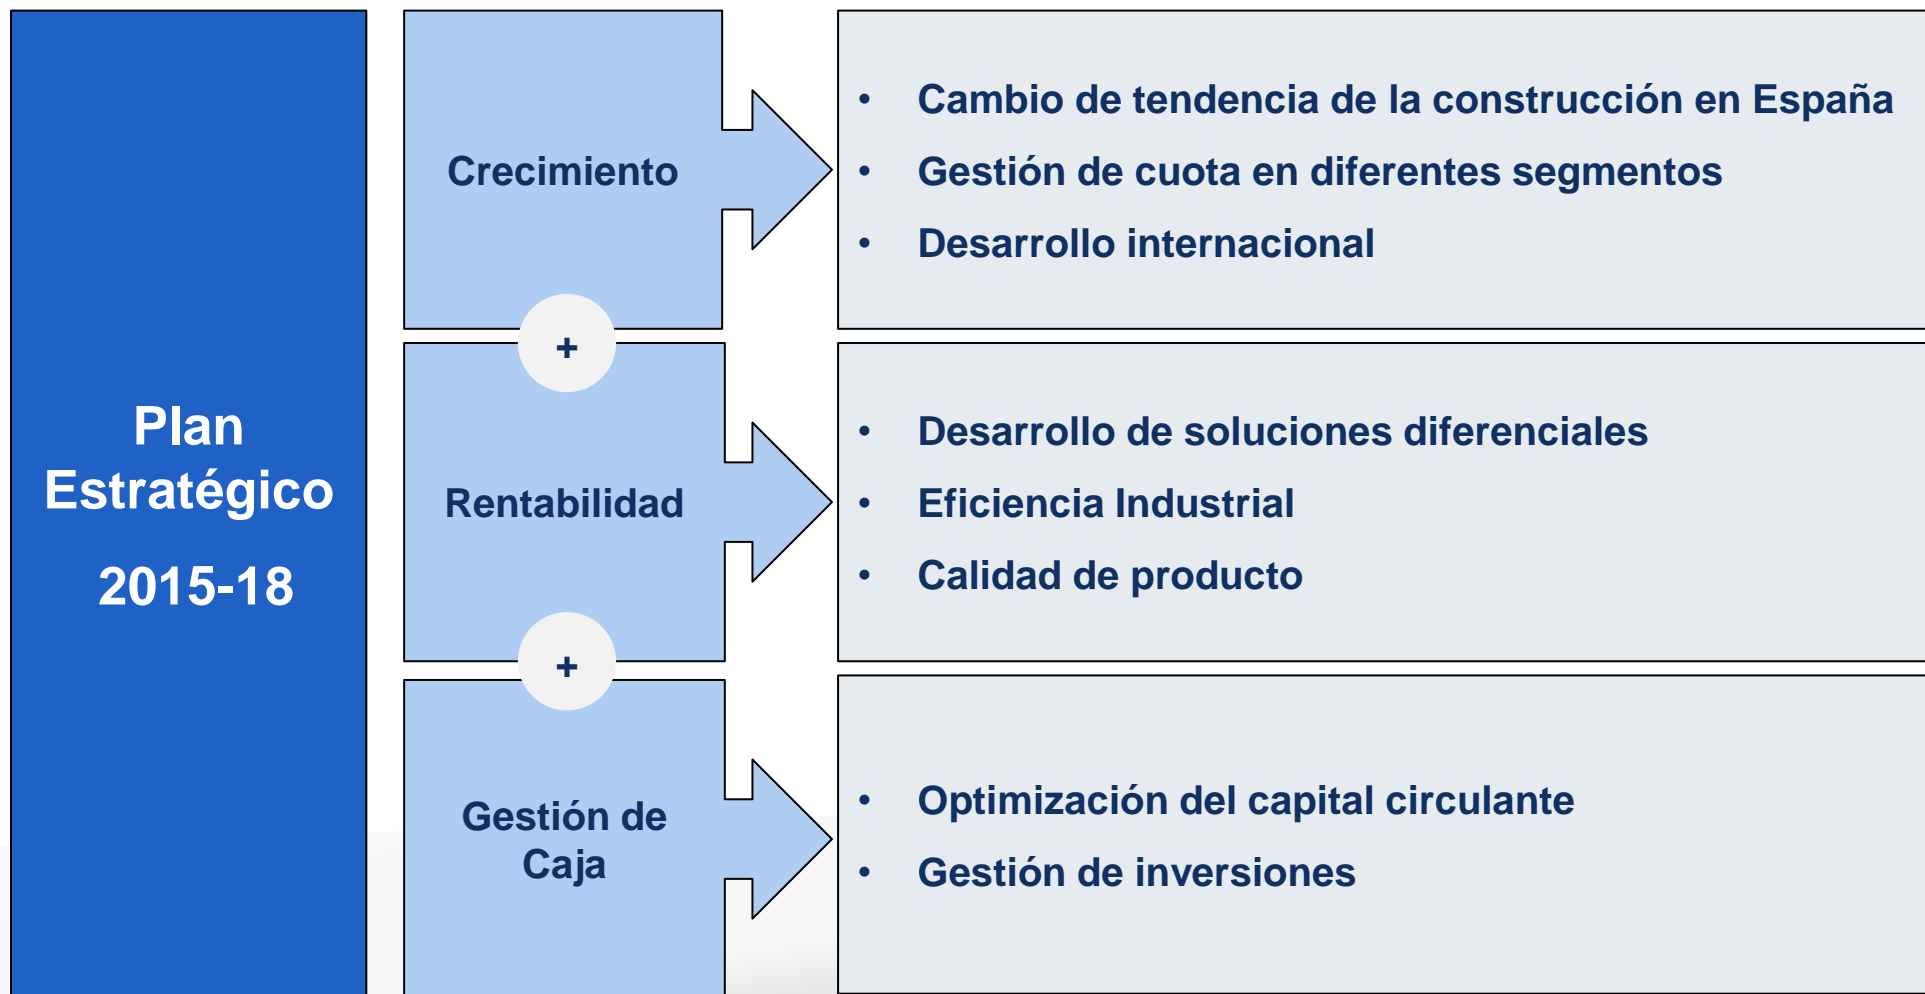 Plan
Estratégico
2015-18
Crecimiento
• Cambio de tendencia de la construcción en España
• Gestión de cuota en diferentes segmentos
• Desarrollo internacional
+
Rentabilidad
• Desarrollo de soluciones diferenciales
• Eficiencia Industrial
• Calidad de producto
+
Gestión de
Caja
• Optimización del capital circulante
• Gestión de inversiones